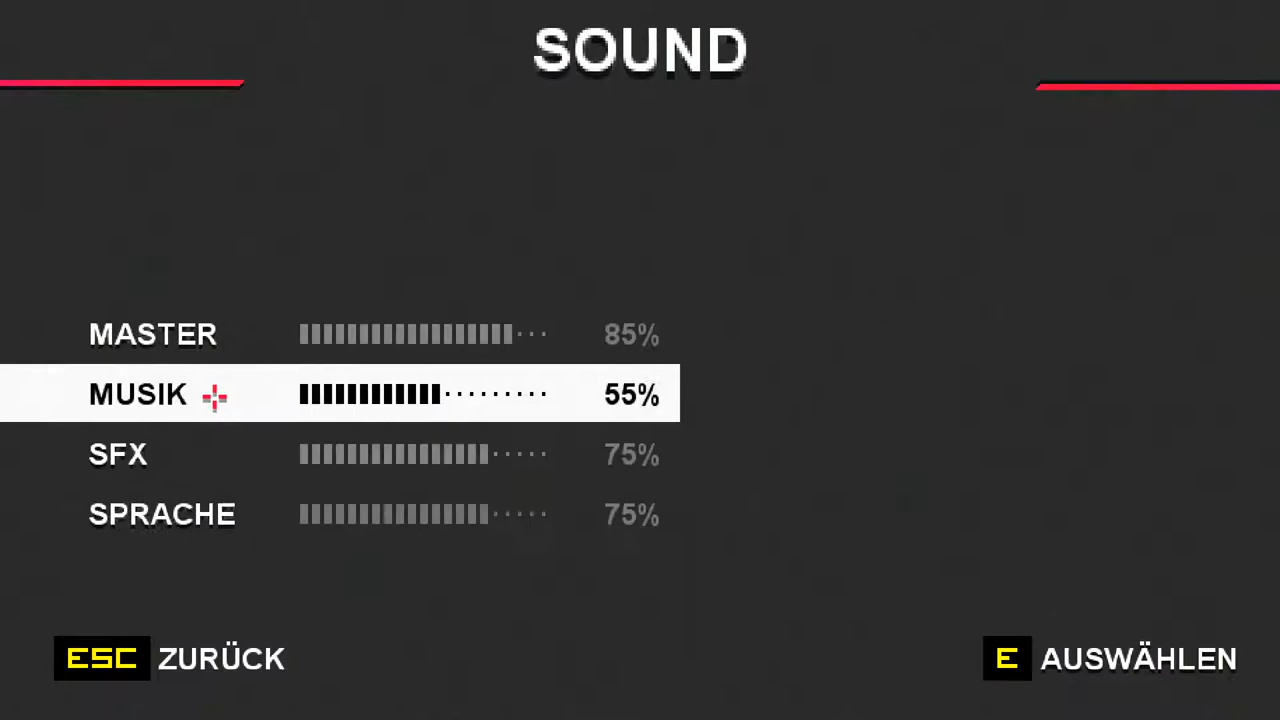 SOUND
MASTER 85%
MUSIK 55%
SFX 75%
SPRACHE 75%
ESC ZURÜCK
E AUSWÄHLEN